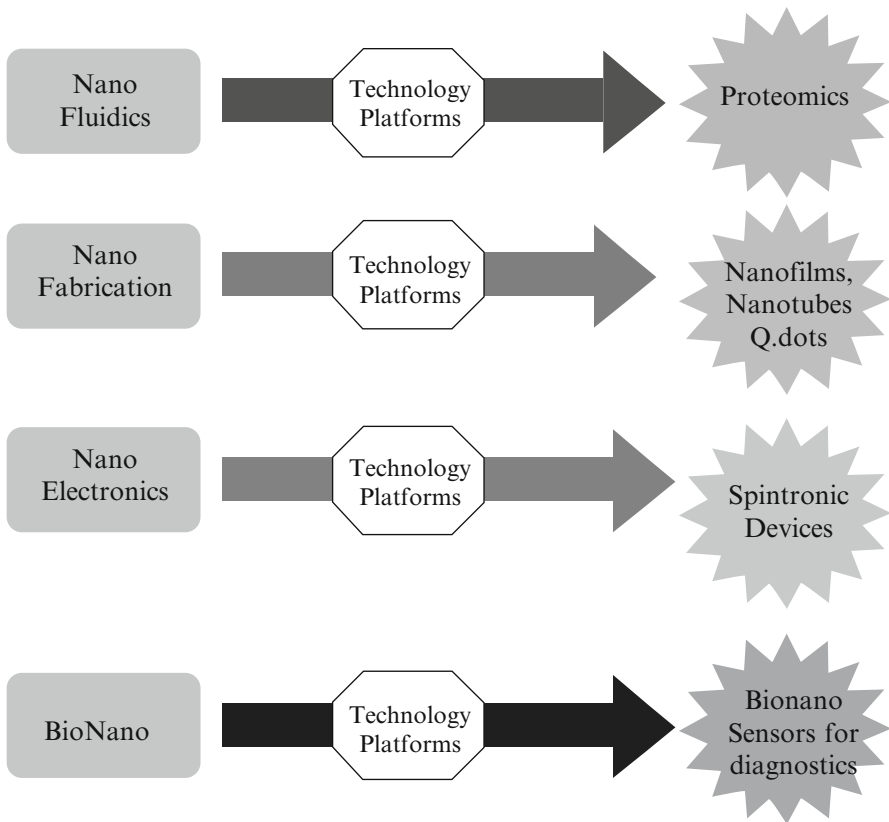 Nano
Fluidics
Technology
Platforms
Proteomics
Nano
Fabrication
Technology
Platforms
Nanofilms,
Nanotubes
Q.dots
Nano
Electronics
Technology
Platforms
Spintronic
Devices
BioNano
Technology
Platforms
Bionano
Sensors for
diagnostics